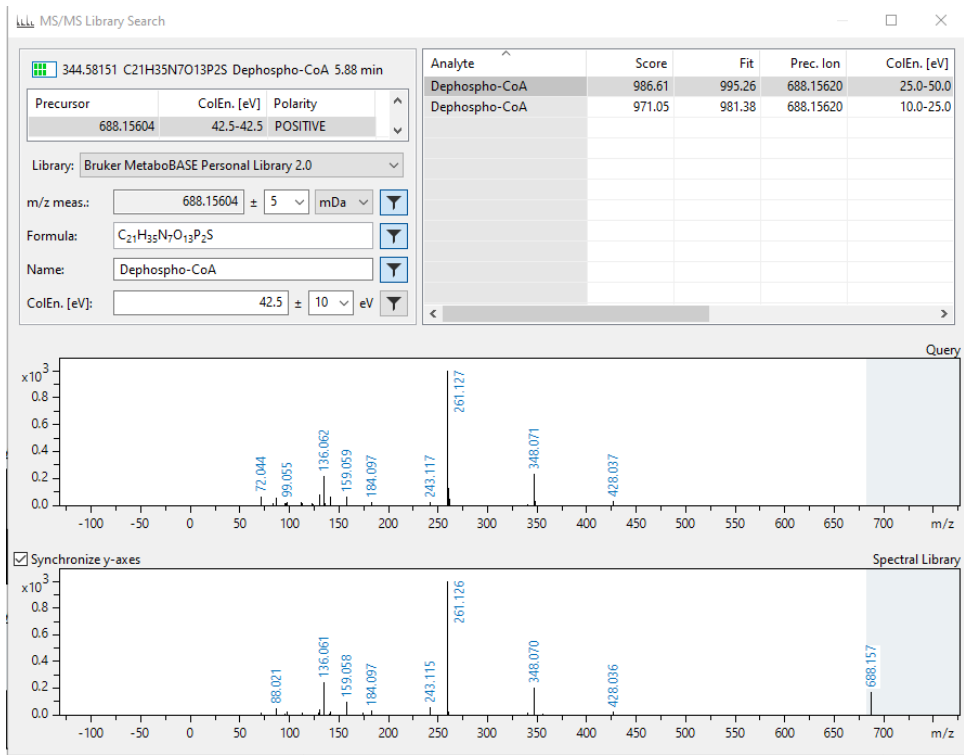 MS/MS Library Search
344.58151 C21H35N7O13P2S Dephospho-CoA 5.88 min
Precursor ColEn. [eV] Polarity
688.15604 42.5-42.5 POSITIVE
Library: Bruker MetaboBASE Personal Library 2.0
m/z meas.: 688.15604 ± 5 mDa
Formula: C₂₁H₃₅N₇O₁₃P₂S
Name: Dephospho-CoA
ColEn. [eV]: 42.5 ± 10 eV
Analyte Score Fit Prec. Ion ColEn. [eV]
Dephospho-CoA 986.61 995.26 688.15620 25.0-50.0
Dephospho-CoA 971.05 981.38 688.15620 10.0-25.0
Query
x10³
0.8
0.6
0.4
0.2
0.0
72.044
99.055
136.062
159.059
184.097
243.117
261.127
348.071
428.037
-100 -50 0 50 100 150 200 250 300 350 400 450 500 550 600 650 700 m/z
Synchronize y-axes Spectral Library
x10³
0.8
0.6
0.4
0.2
0.0
88.021
136.061
159.058
184.097
243.115
261.126
348.070
428.036
688.157
-100 -50 0 50 100 150 200 250 300 350 400 450 500 550 600 650 700 m/z